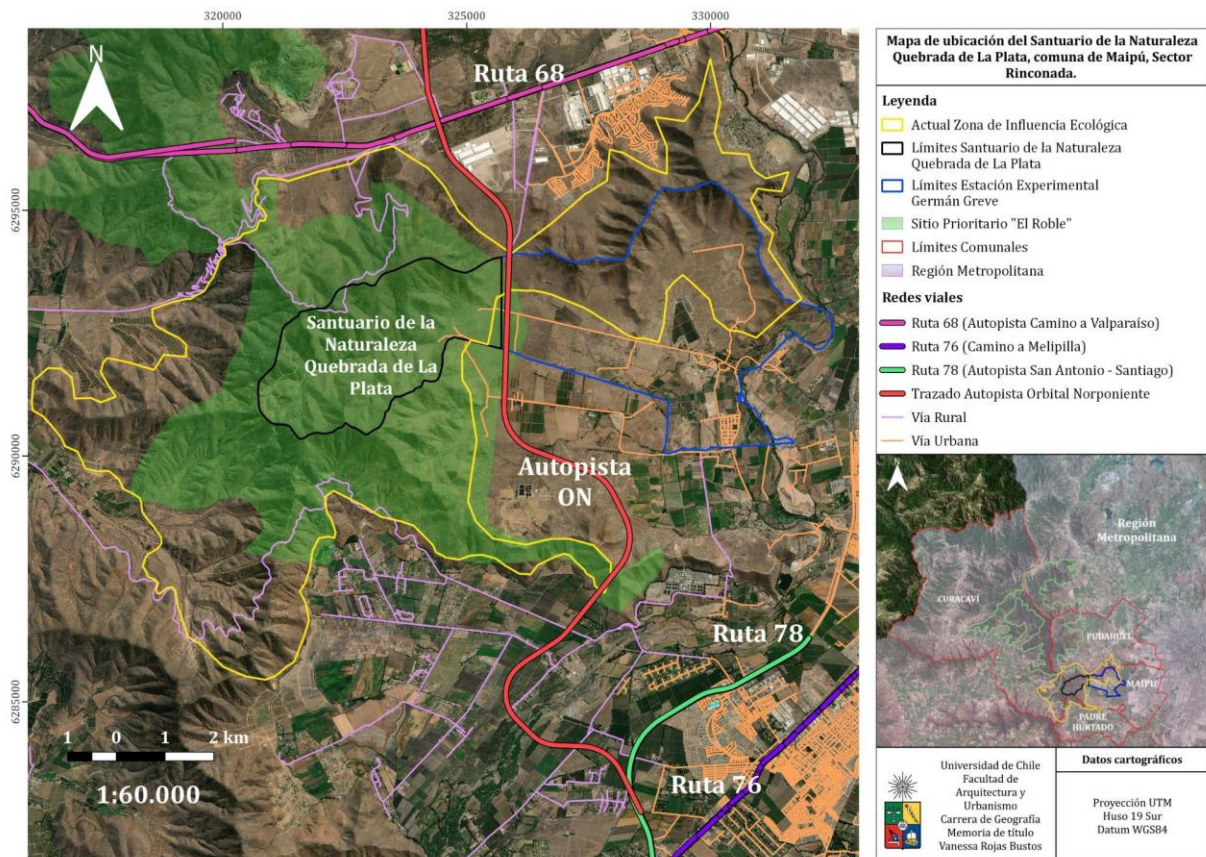 320000
325000
330000
6295000
6290000
6285000
N
Ruta 68
Santuario de la
Naturaleza
Quebrada de La
Plata
Autopista
ON
Ruta 78
Ruta 76
1 0 1 2 km
1:60.000
Mapa de ubicación del Santuario de la Naturaleza
Quebrada de La Plata, comuna de Maipú, Sector
Rinconada.
Leyenda
Actual Zona de Influencia Ecológica
Límites Santuario de la Naturaleza
Quebrada de La Plata
Límites Estación Experimental
Germán Greve
Sitio Prioritario "El Roble"
Límites Comunales
Región Metropolitana
Redes viales
Ruta 68 (Autopista Camino a Valparaíso)
Ruta 76 (Camino a Melipilla)
Ruta 78 (Autopista San Antonio - Santiago)
Trazado Autopista Orbital Norponiente
Vía Rural
Vía Urbana
N
Región
Metropolitana
CURACAVÍ
PUDAHUEL
MAIPÚ
PADRE
HURTADO
Universidad de Chile
Facultad de
Arquitectura y
Urbanismo
Carrera de Geografía
Memoria de título
Vanessa Rojas Bustos
Datos cartográficos
Proyección UTM
Huso 19 Sur
Datum WGS84